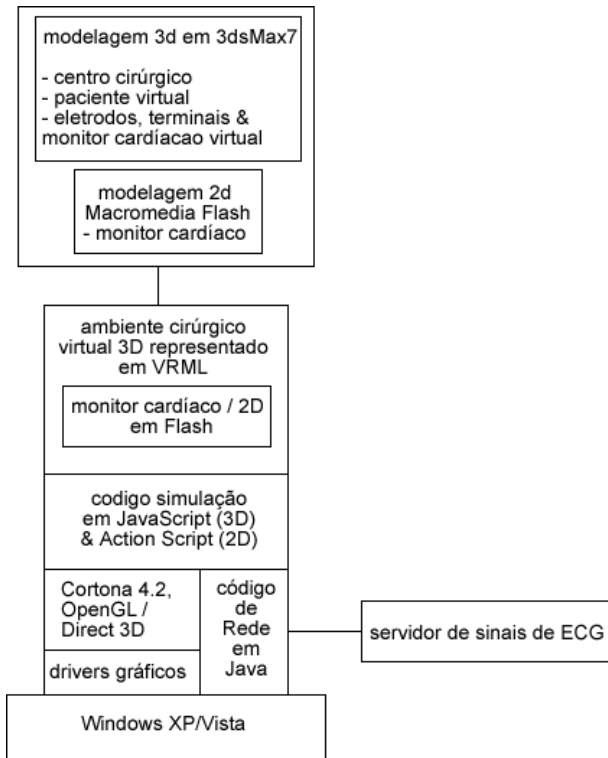 modelagem 3d em 3dsMax7
- centro cirúrgico
- paciente virtual
- eletrodos, terminais &
monitor cardíacao virtual
modelagem 2d
Macromedia Flash
- monitor cardíaco
ambiente cirúrgico
virtual 3D representado
em VRML
monitor cardíaco / 2D
em Flash
codigo simulação
em JavaScript (3D)
& Action Script (2D)
Cortona 4.2,
OpenGL /
Direct 3D
drivers gráficos
código
de
Rede
em
Java
servidor de sinais de ECG
Windows XP/Vista